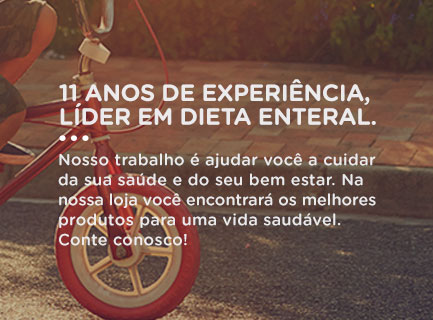 11 ANOS DE EXPERIÊNCIA,
LÍDER EM DIETA ENTERAL.
Nosso trabalho é ajudar você a cuidar
da sua saúde e do seu bem estar. Na
nossa loja você encontrará os melhores
produtos para uma vida saudável.
Conte conosco!